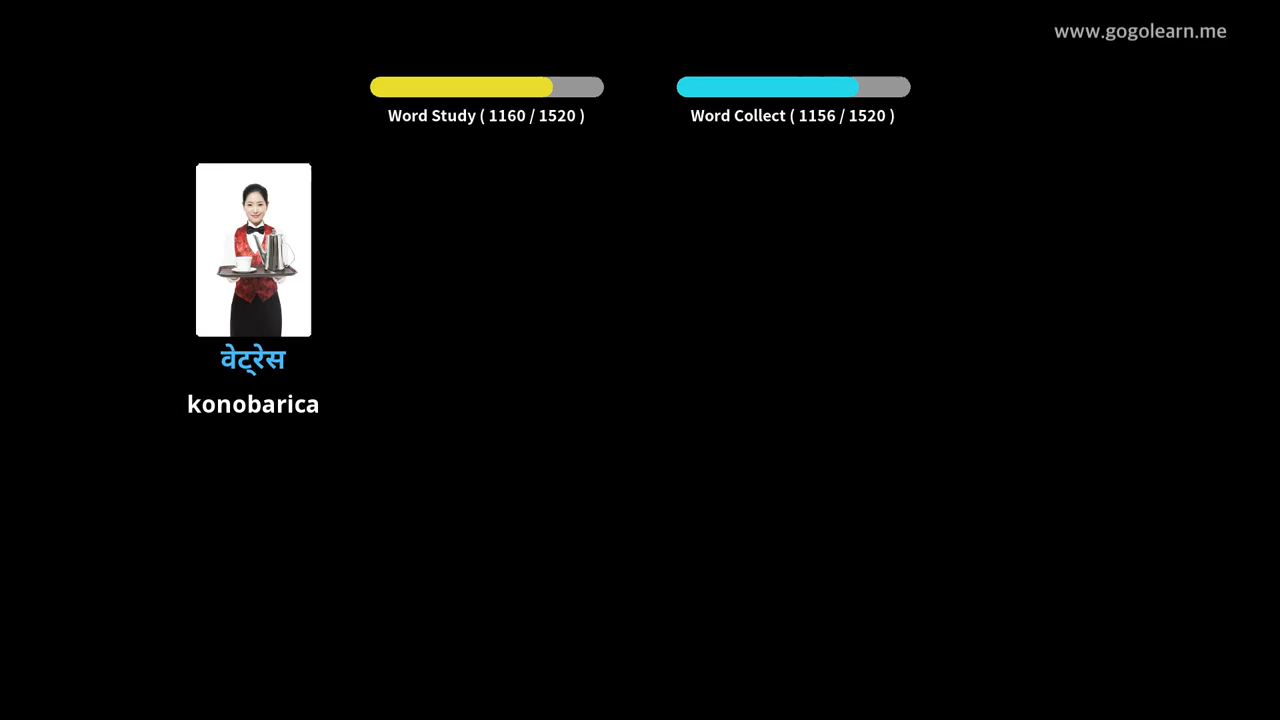 www.gogolearn.me
Word Study ( 1160 / 1520 )
Word Collect ( 1156 / 1520 )
वेट्रेस
konobarica